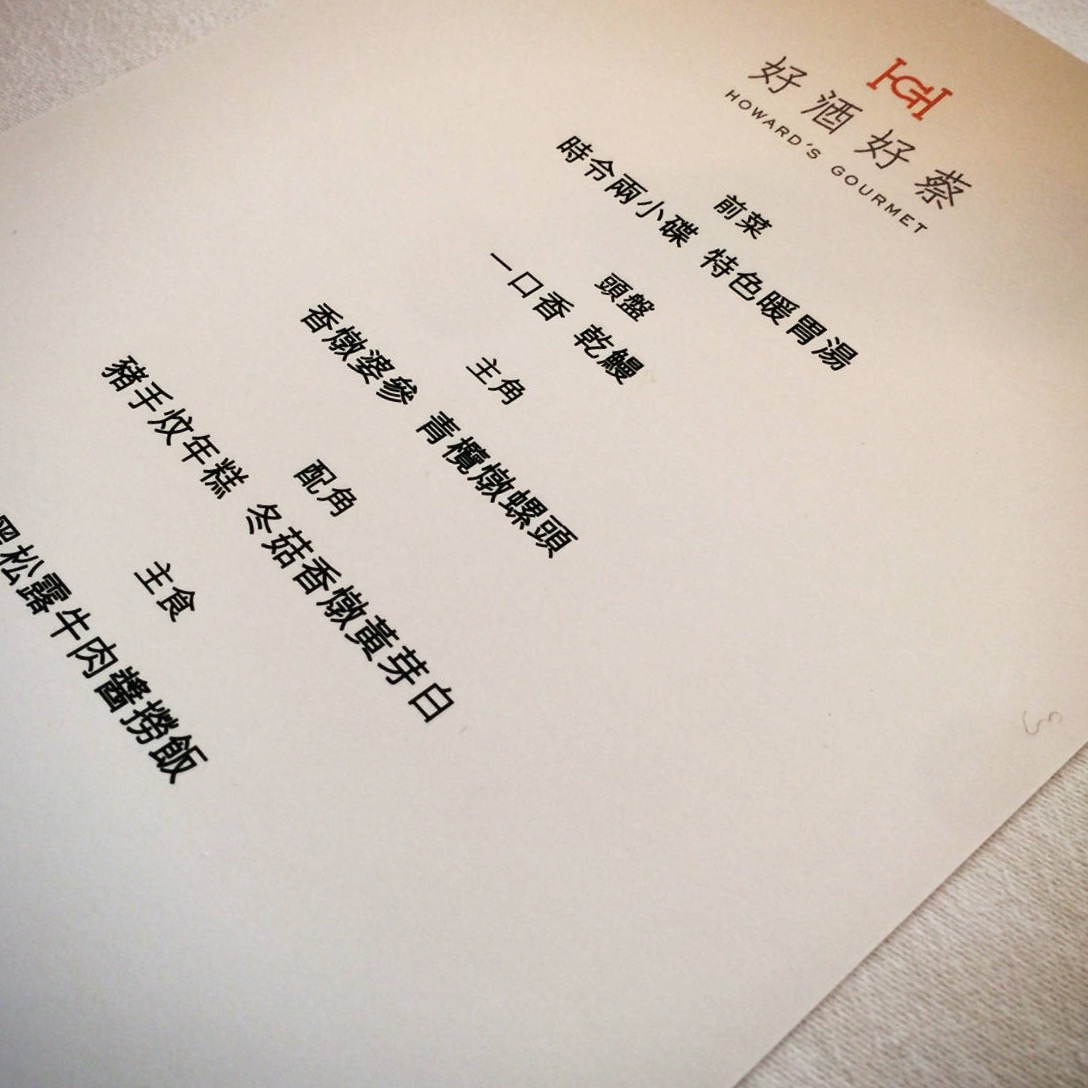 HGH
好酒好蔡
HOWARD'S GOURMET
前菜
時令兩小碟 特色暖胃湯
頭盤
一口香 乾鰻
主角
香燉婆參 青欖燉螺頭
配角
豬手炆年糕 冬菇香燉黃芽白
主食
黑松露牛肉醬撈飯